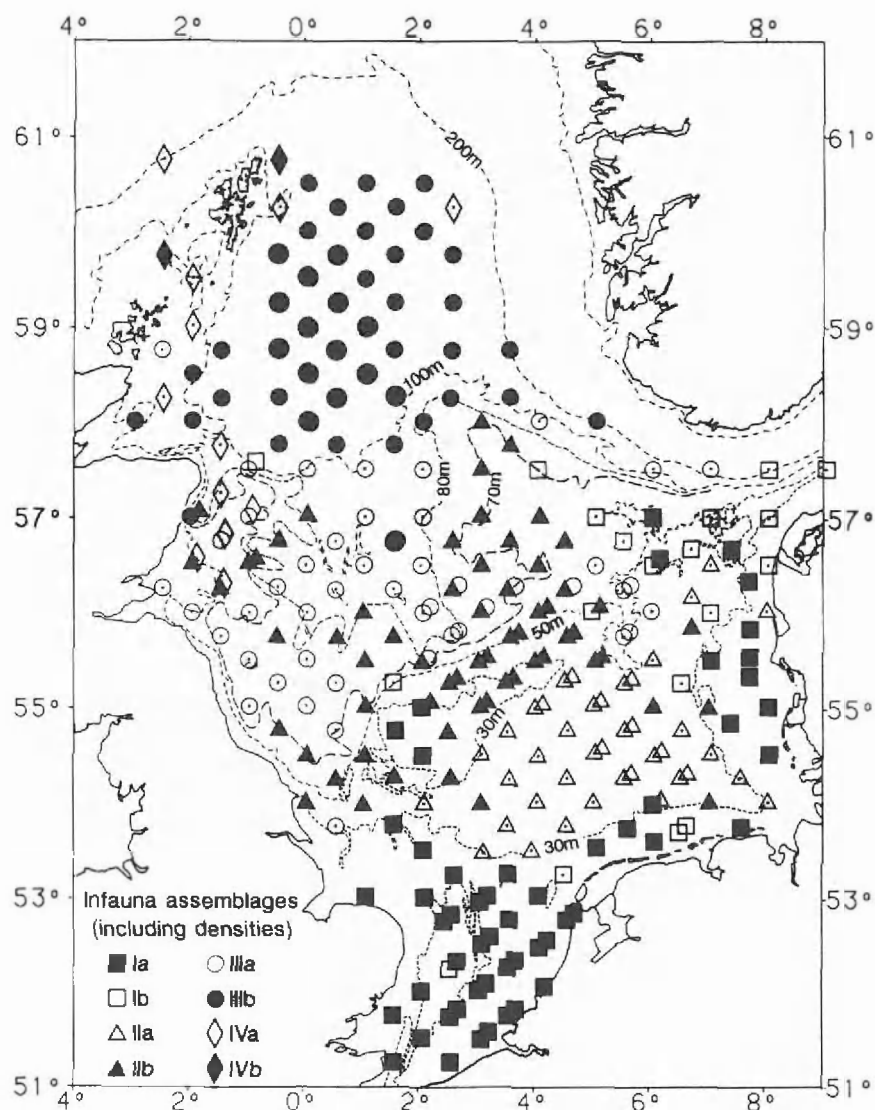 4° 2° 0° 2° 4° 6° 8°
61° 61°
200m
59° 59°
100m
80m
70m
57° 57°
50m
55° 55°
30m
30m
53° 53°
Infauna assemblages
(including densities)
Ia IIIa
Ib IIIb
IIa IVa
IIb IVb
51° 51°
4° 2° 0° 2° 4° 6° 8°